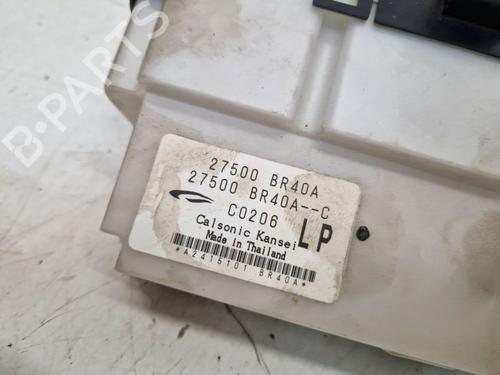 B-PARTS
27500 BR40A
27500 BR40A--C
C0206 LP
Calsonic Kansei
Made in Thailand
*A2415101 BR40A*